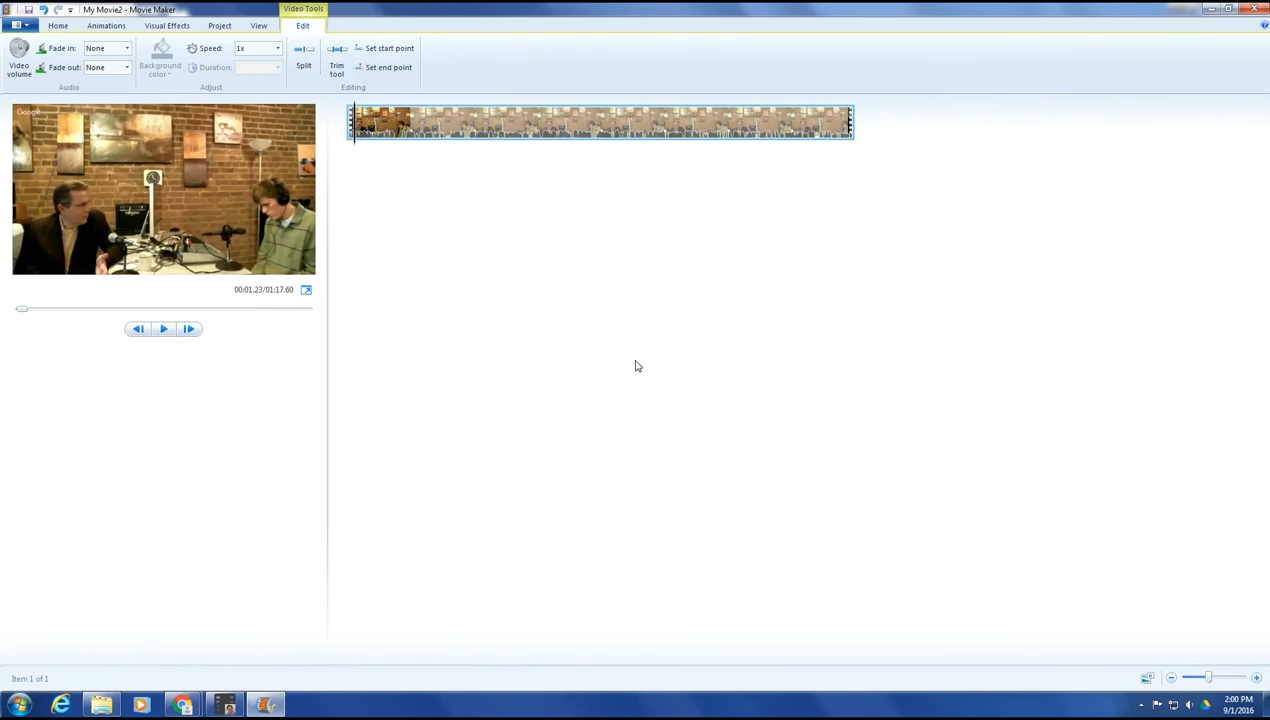 My Movie2 - Movie Maker
Video Tools
Home
Animations
Visual Effects
Project
View
Edit
Video volume
Fade in: None
Fade out: None
Audio
Background color
Speed: 1x
Duration:
Adjust
Split
Trim tool
Set start point
Set end point
Editing
Google
00:01.23/01:17.60
Item 1 of 1
2:00 PM
9/1/2016